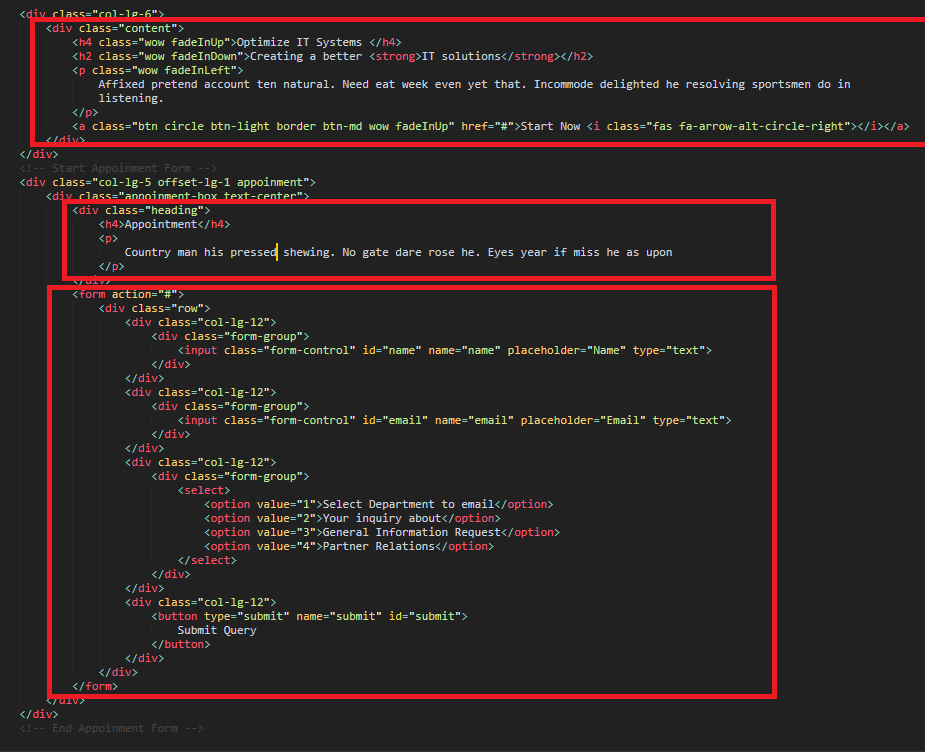 <div class="col-lg-6">
<div class="content">
<h4 class="wow fadeInUp">Optimize IT Systems </h4>
<h2 class="wow fadeInDown">Creating a better <strong>IT solutions</strong></h2>
<p class="wow fadeInLeft">
Affixed pretend account ten natural. Need eat week even yet that. Incommode delighted he resolving sportsmen do in
listening.
</p>
<a class="btn circle btn-light border btn-md wow fadeInUp" href="#">Start Now <i class="fas fa-arrow-alt-circle-right"></i></a>
</div>
</div>
<!-- Start Appoinment Form -->
<div class="col-lg-5 offset-lg-1 appoinment">
<div class="appoinment-box text-center">
<div class="heading">
<h4>Appointment</h4>
<p>
Country man his pressed shewing. No gate dare rose he. Eyes year if miss he as upon
</p>
</div>
<form action="#">
<div class="row">
<div class="col-lg-12">
<div class="form-group">
<input class="form-control" id="name" name="name" placeholder="Name" type="text">
</div>
</div>
<div class="col-lg-12">
<div class="form-group">
<input class="form-control" id="email" name="email" placeholder="Email" type="text">
</div>
</div>
<div class="col-lg-12">
<div class="form-group">
<select>
<option value="1">Select Department to email</option>
<option value="2">Your inquiry about</option>
<option value="3">General Information Request</option>
<option value="4">Partner Relations</option>
</select>
</div>
</div>
<div class="col-lg-12">
<button type="submit" name="submit" id="submit">
Submit Query
</button>
</div>
</div>
</form>
</div>
</div>
<!-- End Appoinment Form -->